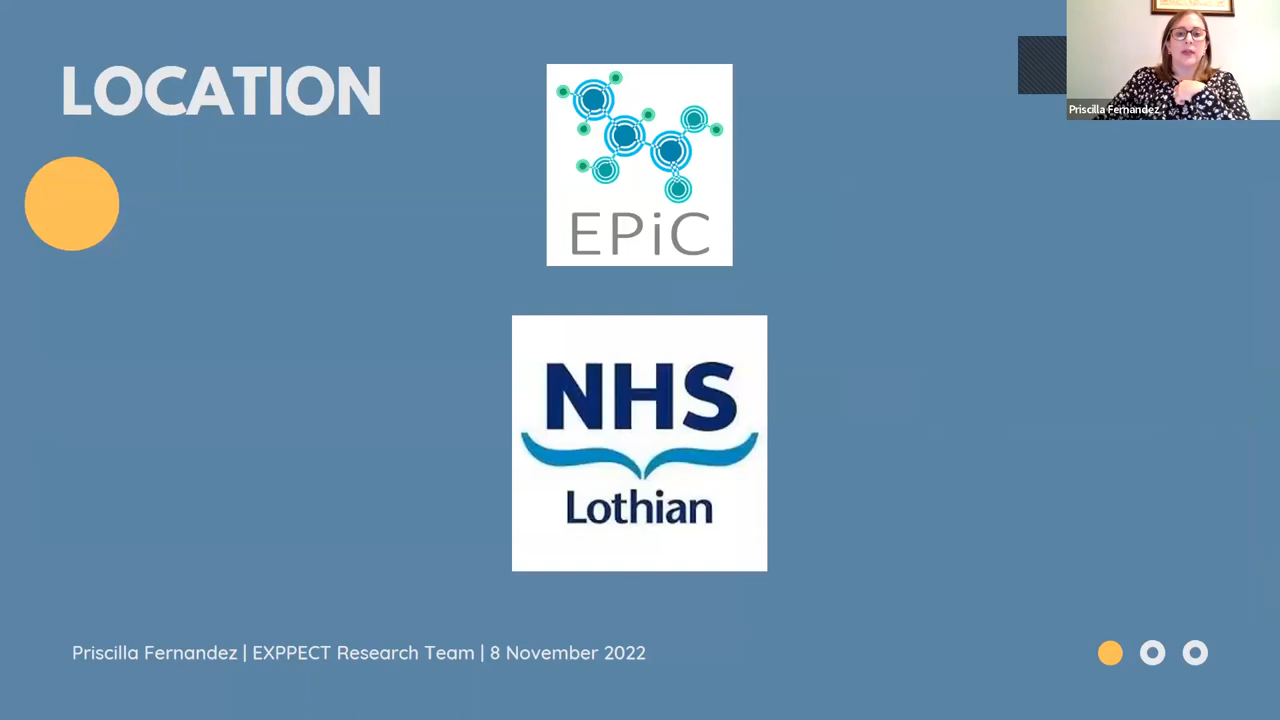 LOCATION
EPiC
NHS
Lothian
Priscilla Fernandez
Priscilla Fernandez | EXPPECT Research Team | 8 November 2022